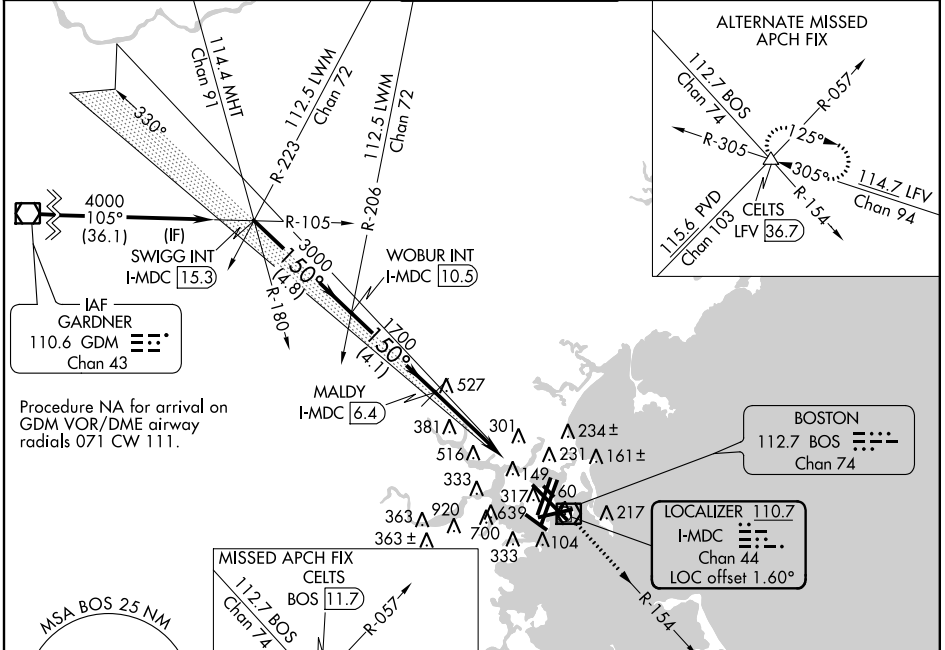 114.4 MHT
Chan 91
112.5 LWM
Chan 72
112.5 LWM
Chan 72
330°
R-223
R-206
4000
105°
(36.1)
(IF)
R-105
SWIGG INT
I-MDC 15.3
3000
150°
(4.8)
R-180
WOBUR INT
I-MDC 10.5
1700
150°
(4.1)
IAF
GARDNER
110.6 GDM
Chan 43
MALDY
I-MDC 6.4
Procedure NA for arrival on
GDM VOR/DME airway
radials 071 CW 111.
ALTERNATE MISSED
APCH FIX
112.7 BOS
Chan 74
R-057
R-305
125°
305°
114.7 LFV
Chan 94
115.6 PVD
Chan 103
CELTS
LFV 36.7
R-154
527
381
301
234±
516
231
161±
149
333
317
60
363
920
639
217
700
363±
333
104
BOSTON
112.7 BOS
Chan 74
LOCALIZER 110.7
I-MDC
Chan 44
LOC offset 1.60°
R-154
MISSED APCH FIX
CELTS
BOS 11.7
112.7 BOS
Chan 74
R-057
MSA BOS 25 NM